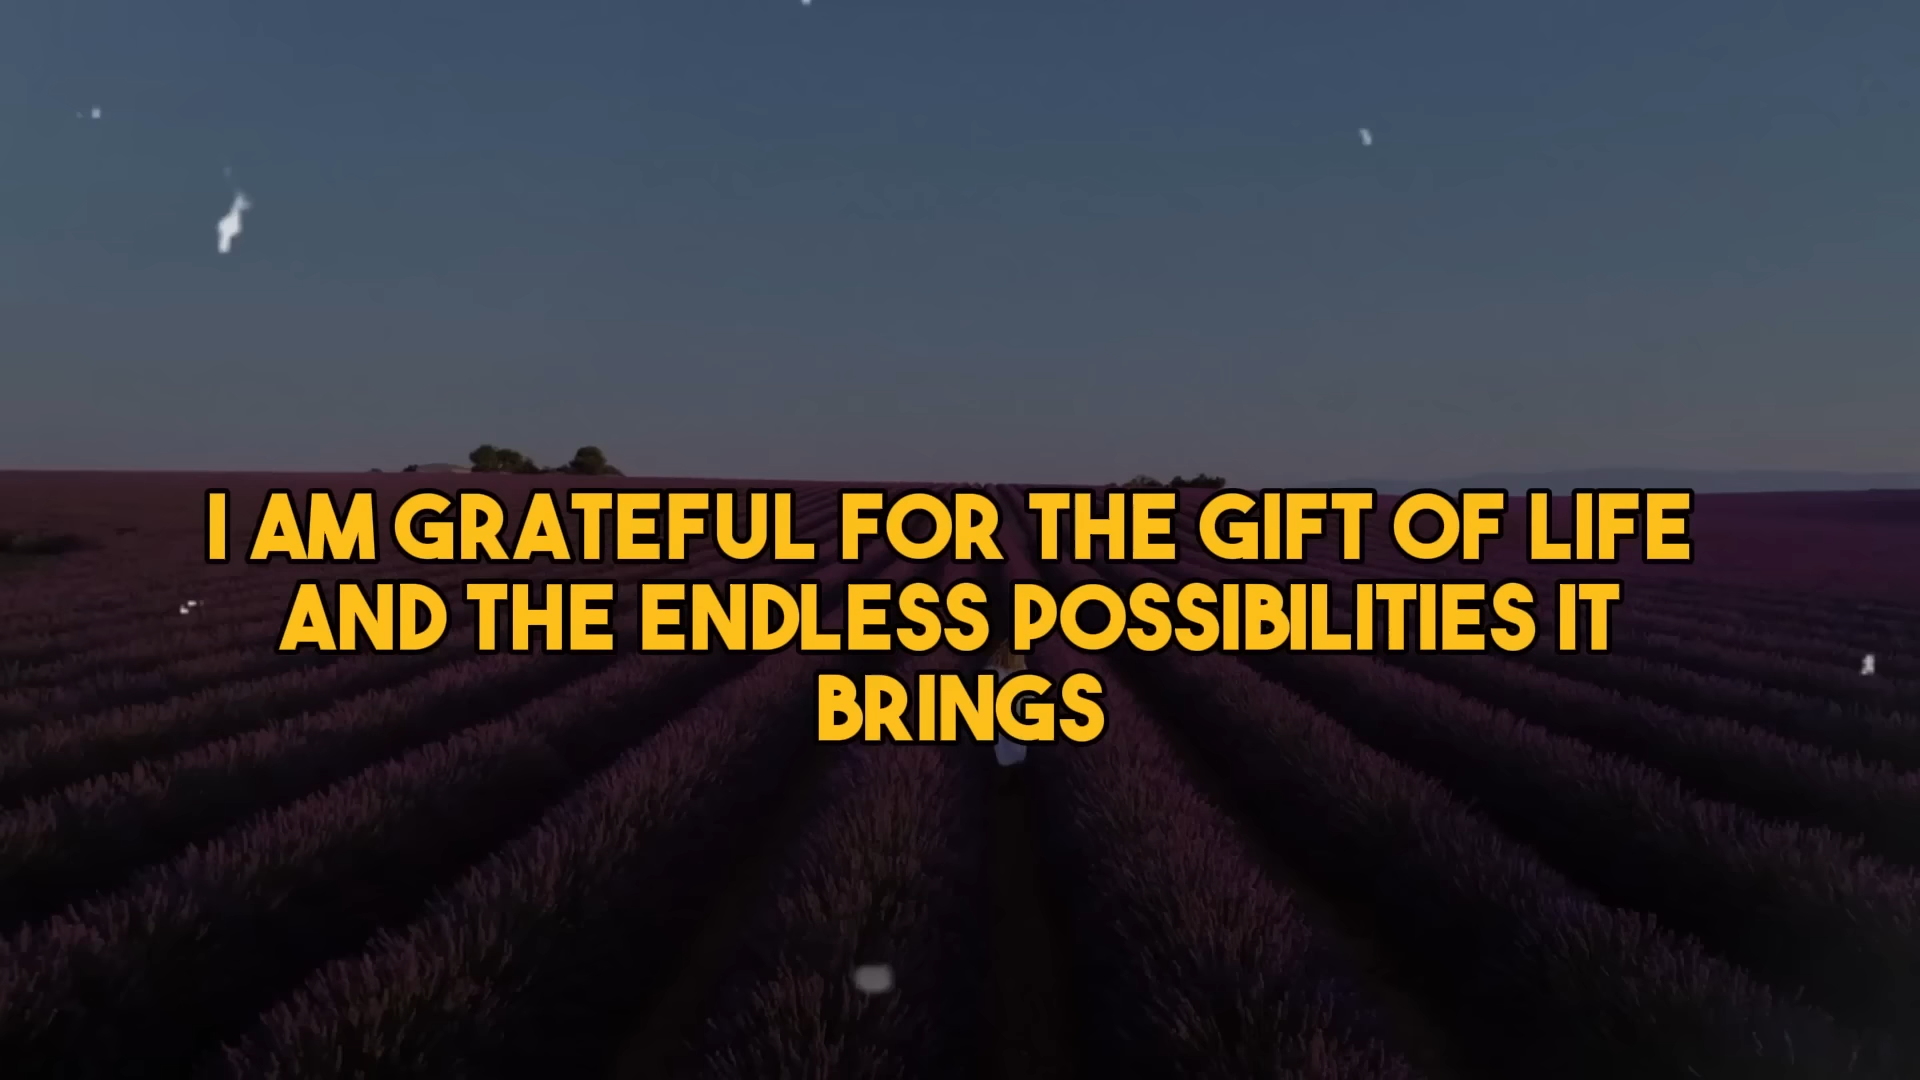 I AM GRATEFUL FOR THE GIFT OF LIFE
AND THE ENDLESS POSSIBILITIES IT
BRINGS